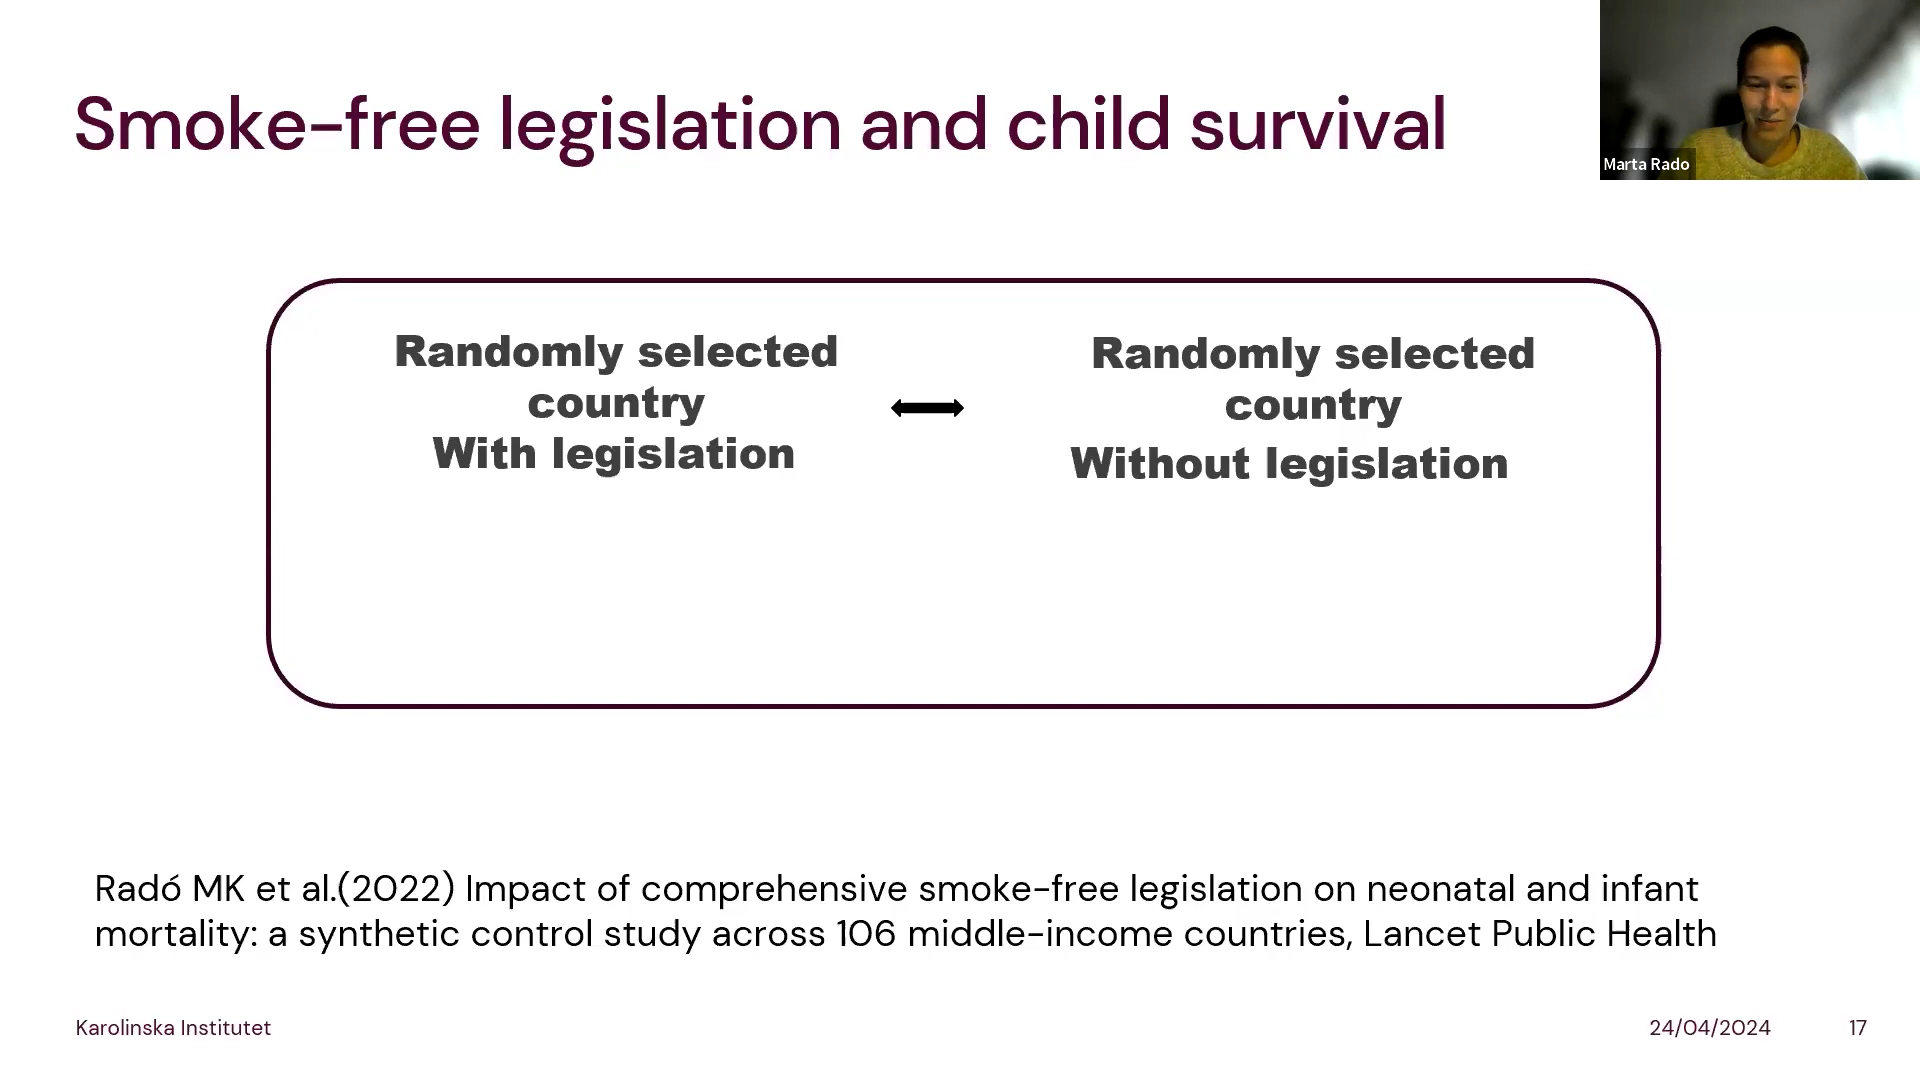 Smoke-free legislation and child survival
Marta Rado
Randomly selected
country
With legislation
Randomly selected
country
Without legislation
Radó MK et al.(2022) Impact of comprehensive smoke-free legislation on neonatal and infant
mortality: a synthetic control study across 106 middle-income countries, Lancet Public Health
Karolinska Institutet
24/04/2024
17